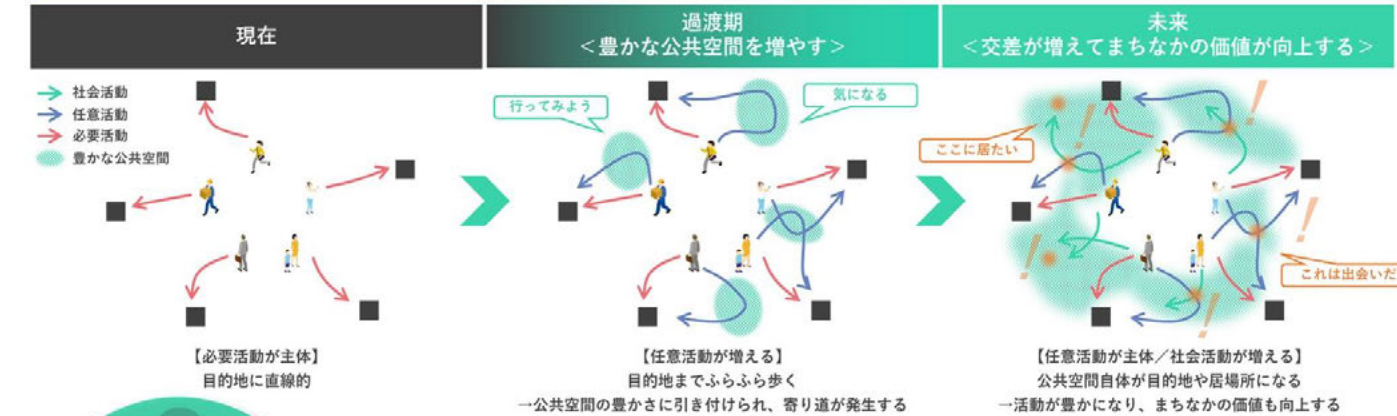 現在
社会活動
任意活動
必要活動
豊かな公共空間
【必要活動が主体】
目的地に直線的
過渡期
<豊かな公共空間を増やす>
行ってみよう
気になる
【任意活動が増える】
目的地までふらふら歩く
→公共空間の豊かさに引き付けられ、寄り道が発生する
未来
<交差が増えてまちなかの価値が向上する>
ここに居たい
これは出会いだ
【任意活動が主体/社会活動が増える】
公共空間自体が目的地や居場所になる
→活動が豊かになり、まちなかの価値も向上する